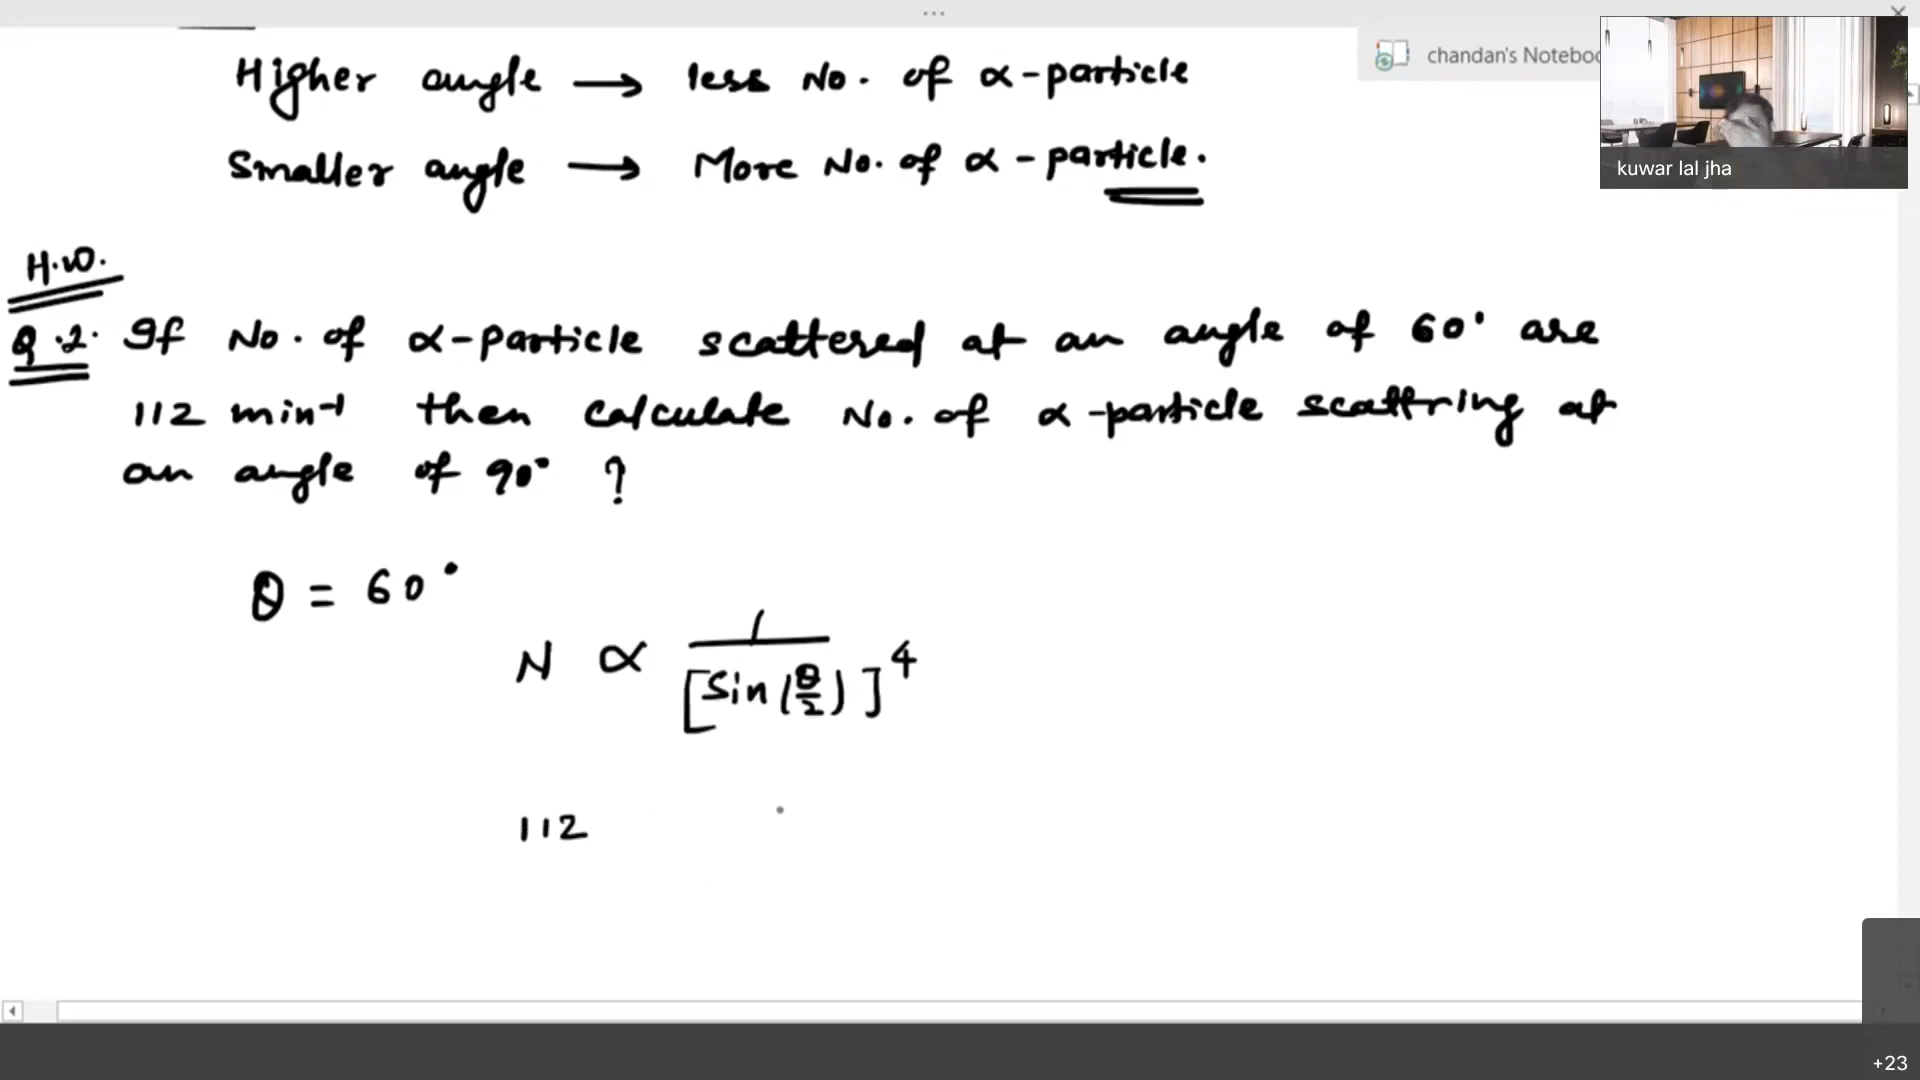 Higher angle → less No. of α-particle
Smaller angle → More No. of α-particle.
chandan's Noteboo
kuwar lal jha
H.W.
Q.2. If No. of α-particle scattered at an angle of 60° are
112 min⁻¹ then calculate No. of α-particle scattring at
an angle of 90° ?
θ = 60°
N ∝ 1/[Sin(θ/2)]⁴
112
+23